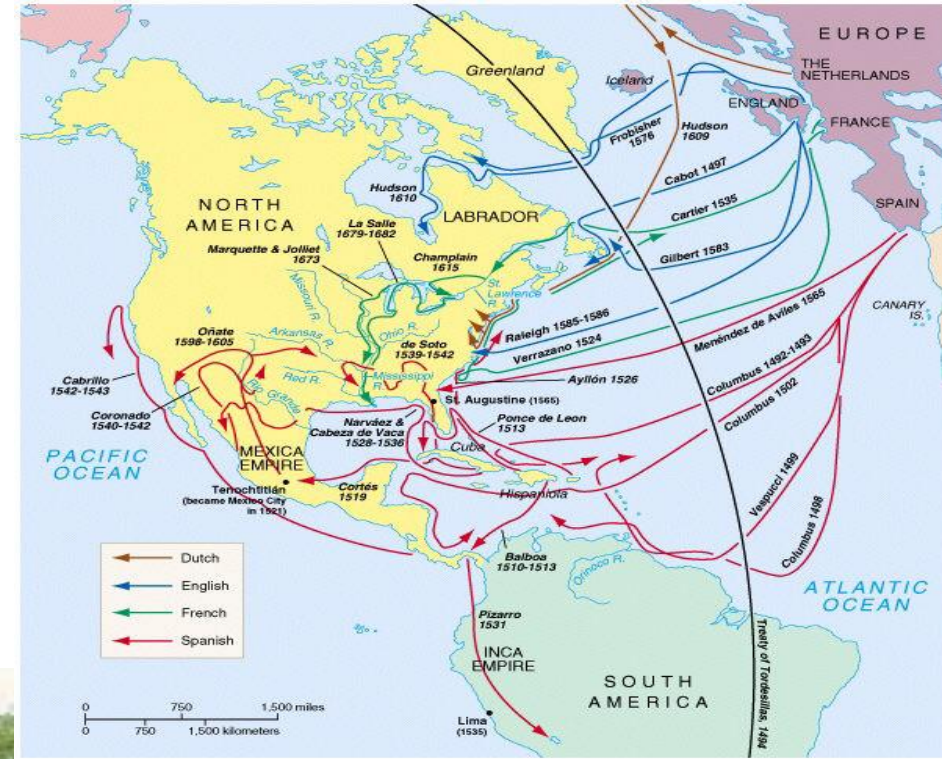 EUROPE
THE
NETHERLANDS
Greenland
Iceland
ENGLAND
FRANCE
Frobisher
1576
Hudson
1609
Cabot 1497
SPAIN
Hudson
1610
NORTH
AMERICA
LABRADOR
Cartier 1535
La Salle
1679-1682
Marquette & Jolliet
1673
Champlain
1615
Gilbert 1583
St.
Lawrence
R.
Missouri R.
CANARY
IS.
Menéndez de Aviles 1565
Ohio R.
Raleigh 1585-1586
Oñate
1598-1605
Arkansas R.
de Soto
1539-1542
Verrazano 1524
Columbus 1492-1493
Cabrillo
1542-1543
Red R.
Mississippi
R.
Ayllón 1526
Columbus 1502
St. Augustine (1565)
Coronado
1540-1542
Rio Grande
Narváez &
Cabeza de Vaca
1528-1536
Ponce de Leon
1513
Cuba
PACIFIC
OCEAN
MEXICA
EMPIRE
Vespucci 1499
Tenochtitlán
(became Mexico City
in 1521)
Cortés
1519
Hispaniola
Columbus 1498
Balboa
1510-1513
Orinoco R.
ATLANTIC
OCEAN
Dutch
English
French
Spanish
Pizarro
1531
INCA
EMPIRE
SOUTH
AMERICA
Treaty of Tordesillas, 1494
0 750 1,500 miles
0 750 1,500 kilometers
Lima
(1535)